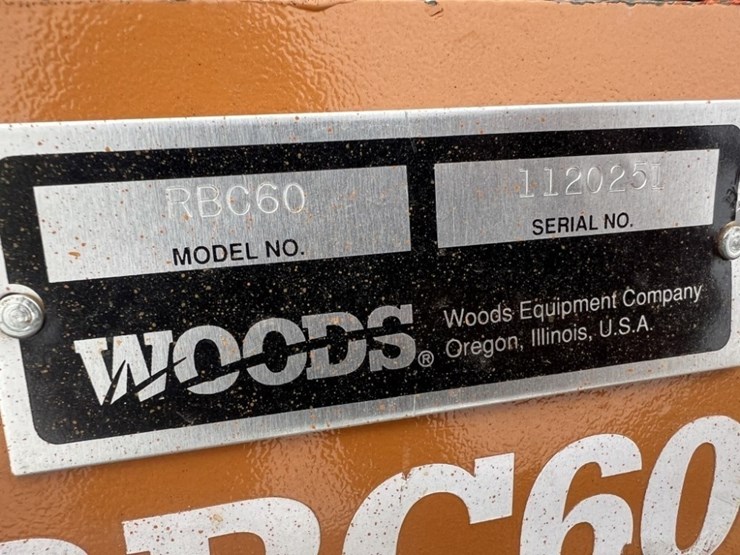 RBC60
MODEL NO.
1120251
SERIAL NO.
WOODS®
Woods Equipment Company
Oregon, Illinois, U.S.A.
RBC60